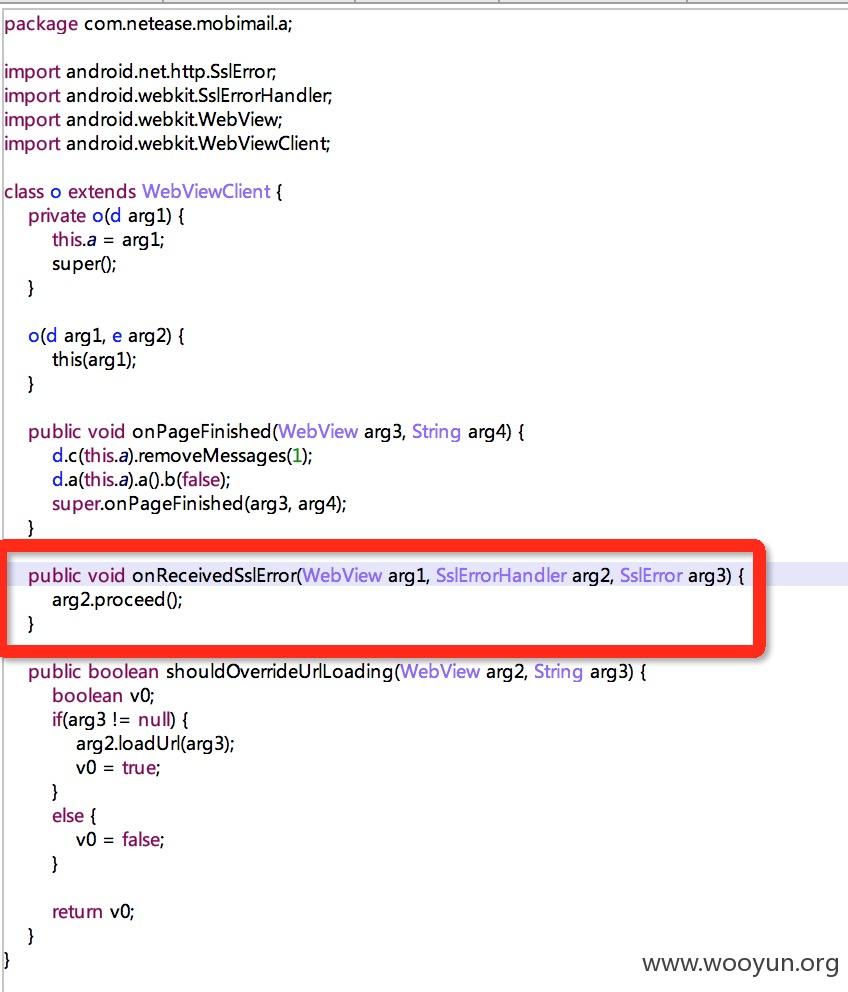 package com.netease.mobimail.a;
import android.net.http.SslError;
import android.webkit.SslErrorHandler;
import android.webkit.WebView;
import android.webkit.WebViewClient;
class o extends WebViewClient {
private o(d arg1) {
this.a = arg1;
super();
}
o(d arg1, e arg2) {
this(arg1);
}
public void onPageFinished(WebView arg3, String arg4) {
d.c(this.a).removeMessages(1);
d.a(this.a).a().b(false);
super.onPageFinished(arg3, arg4);
}
public void onReceivedSslError(WebView arg1, SslErrorHandler arg2, SslError arg3) {
arg2.proceed();
}
public boolean shouldOverrideUrlLoading(WebView arg2, String arg3) {
boolean v0;
if(arg3 != null) {
arg2.loadUrl(arg3);
v0 = true;
}
else {
v0 = false;
}
return v0;
}
}
www.wooyun.org